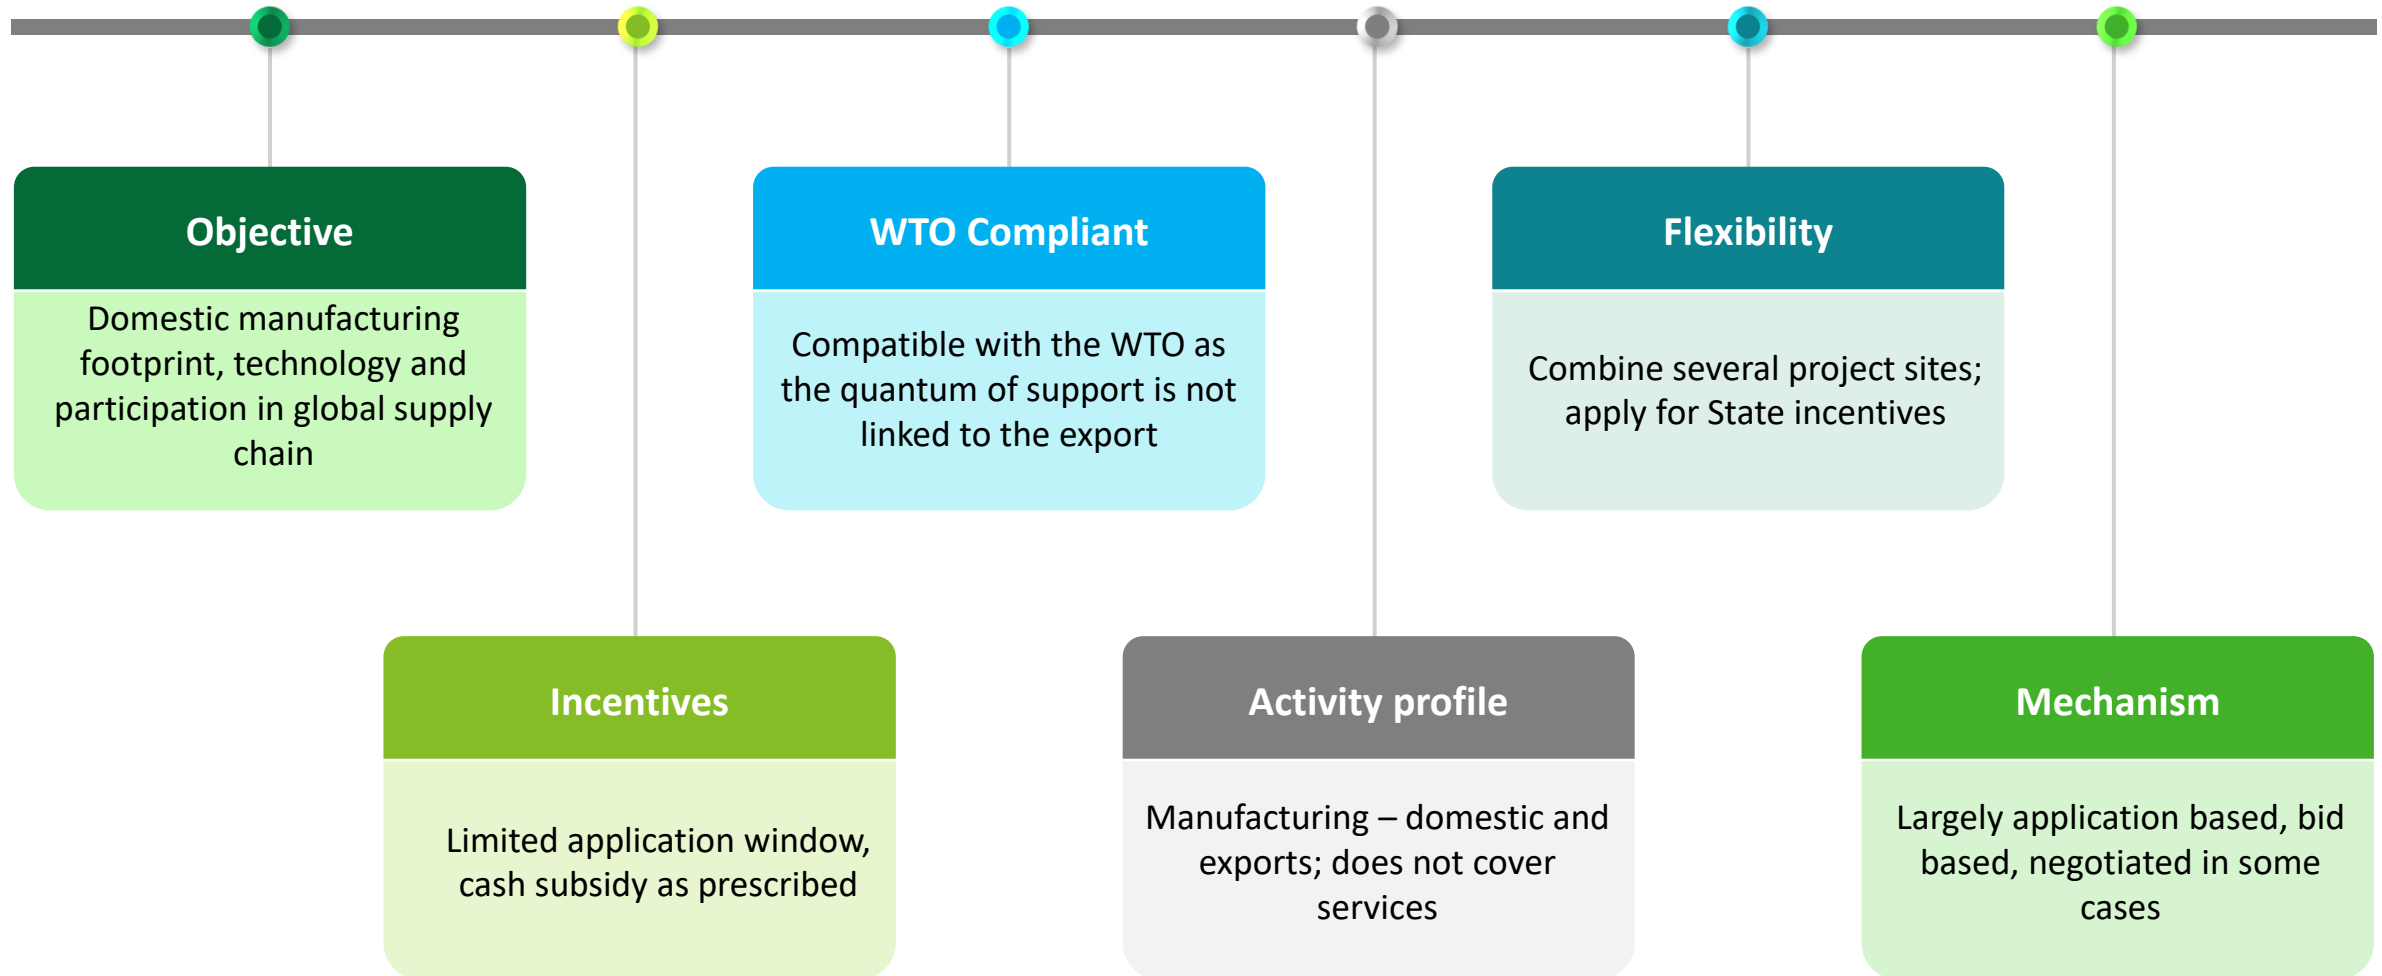 Objective
Domestic manufacturing
footprint, technology and
participation in global supply
chain
Incentives
Limited application window,
cash subsidy as prescribed
WTO Compliant
Compatible with the WTO as
the quantum of support is not
linked to the export
Activity profile
Manufacturing – domestic and
exports; does not cover
services
Flexibility
Combine several project sites;
apply for State incentives
Mechanism
Largely application based, bid
based, negotiated in some
cases